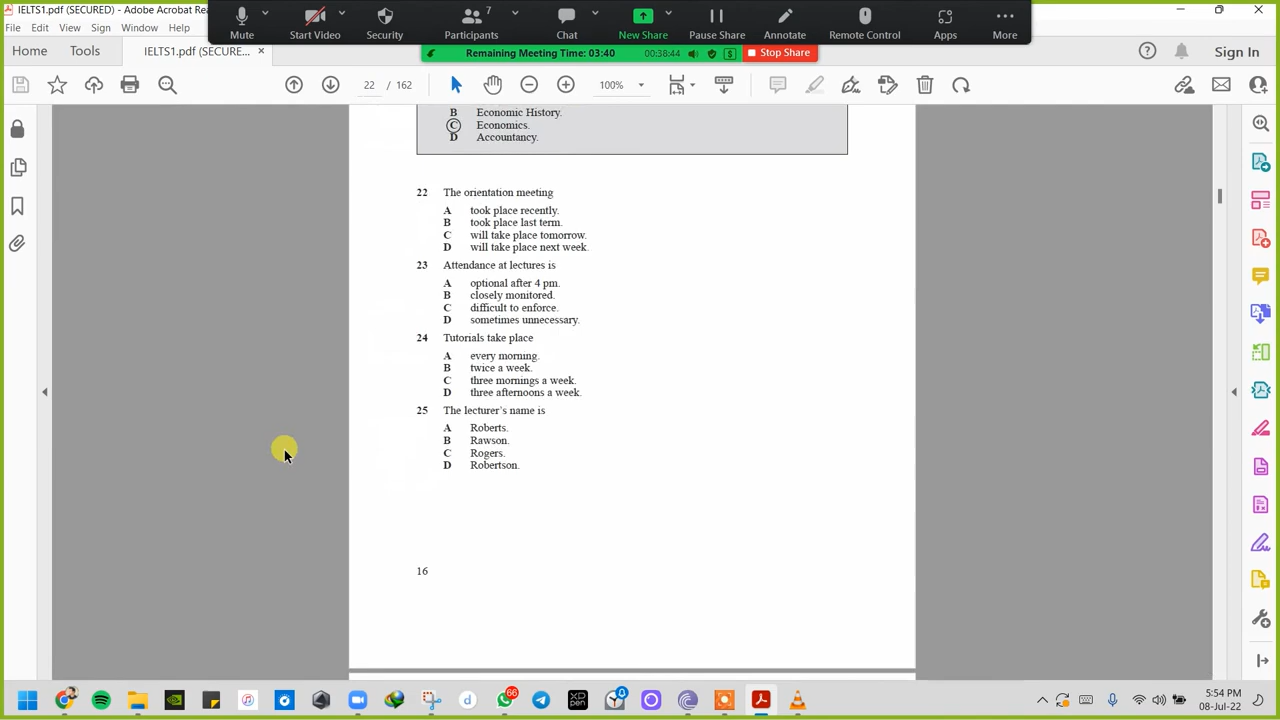 IELTS1.pdf (SECURED) - Adobe Acrobat Rea
File Edit View Sign Window Help
Mute Start Video Security Participants 7 Chat New Share Pause Share Annotate Remote Control Apps More
Remaining Meeting Time: 03:40 00:38:44 Stop Share
Home Tools IELTS1.pdf (SECURE... Sign In
22 / 162 100%
B Economic History.
C Economics.
D Accountancy.
22 The orientation meeting
A took place recently.
B took place last term.
C will take place tomorrow.
D will take place next week.
23 Attendance at lectures is
A optional after 4 pm.
B closely monitored.
C difficult to enforce.
D sometimes unnecessary.
24 Tutorials take place
A every morning.
B twice a week.
C three mornings a week.
D three afternoons a week.
25 The lecturer's name is
A Roberts.
B Rawson.
C Rogers.
D Robertson.
16
66
XD
pen
5:54 PM
08-Jul-22